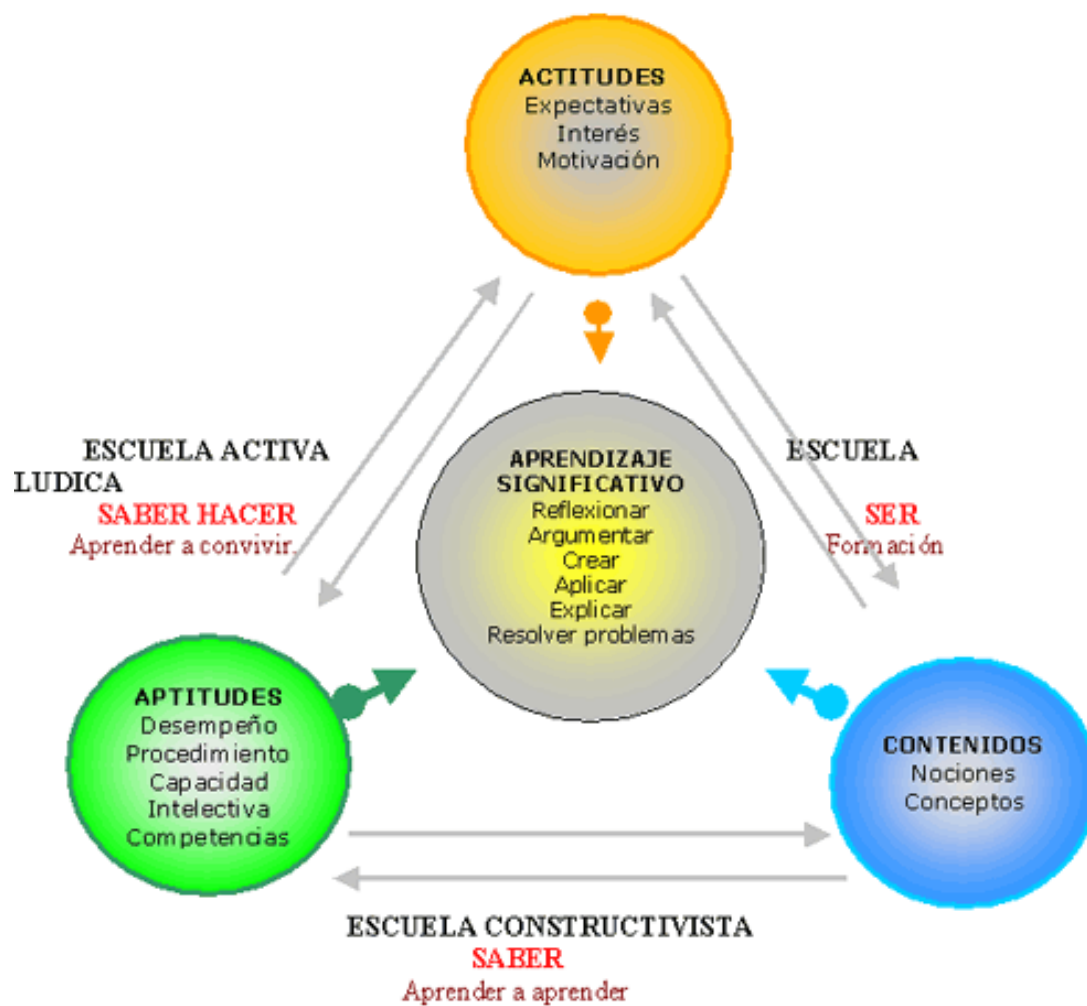 ACTITUDES
Expectativas
Interés
Motivación
ESCUELA ACTIVA
LUDICA
SABER HACER
Aprender a convivir.
APRENDIZAJE
SIGNIFICATIVO
Reflexionar
Argumentar
Crear
Aplicar
Explicar
Resolver problemas
ESCUELA
SER
Formación
APTITUDES
Desempeño
Procedimiento
Capacidad
Intelectiva
Competencias
CONTENIDOS
Nociones
Conceptos
ESCUELA CONSTRUCTIVISTA
SABER
Aprender a aprender